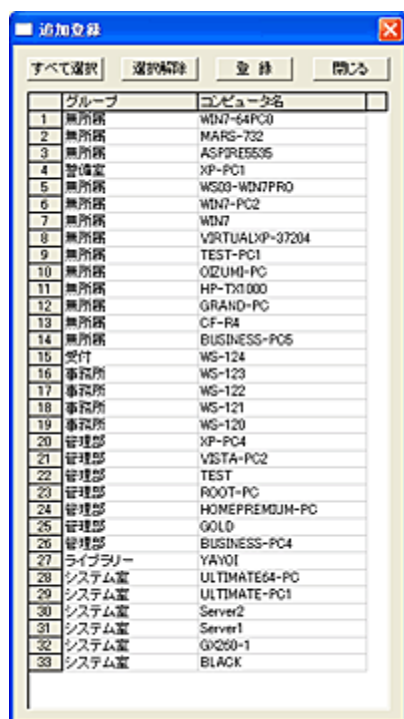 追加登録
すべて選択 選択解除 登 録 閉じる
グループ コンピュータ名
1 無所属 WIN7-64PC0
2 無所属 MARS-732
3 無所属 ASPIRE5535
4 警備室 XP-PC1
5 無所属 WS03-WIN7PRO
6 無所属 WIN7-PC2
7 無所属 WIN7
8 無所属 VIRTUALXP-37204
9 無所属 TEST-PC1
10 無所属 OIZUMI-PC
11 無所属 HP-TX1000
12 無所属 GRAND-PC
13 無所属 CF-R4
14 無所属 BUSINESS-PC5
15 受付 WS-124
16 事務所 WS-123
17 事務所 WS-122
18 事務所 WS-121
19 事務所 WS-120
20 管理部 XP-PC4
21 管理部 VISTA-PC2
22 管理部 TEST
23 管理部 ROOT-PC
24 管理部 HOMEPREMIUM-PC
25 管理部 GOLD
26 管理部 BUSINESS-PC4
27 ライブラリー YAYOI
28 システム室 ULTIMATE64-PC
29 システム室 ULTIMATE-PC1
30 システム室 Server2
31 システム室 Server1
32 システム室 GX260-1
33 システム室 BLACK